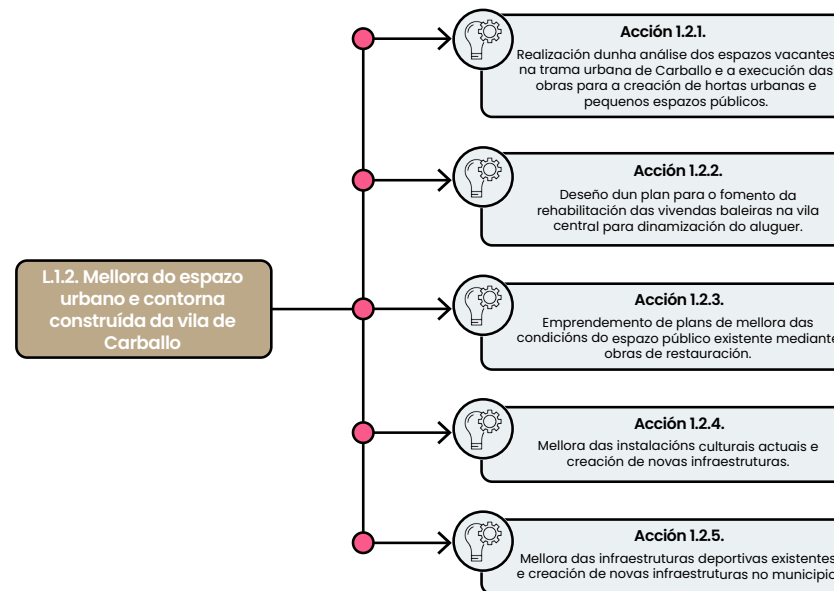 L.1.2. Mellora do espazo
urbano e contorna
construída da vila de
Carballo
Acción 1.2.1.
Realización dunha análise dos espazos vacantes
na trama urbana de Carballo e a execución das
obras para a creación de hortas urbanas e
pequenos espazos públicos.
Acción 1.2.2.
Deseño dun plan para o fomento da
rehabilitación das vivendas baleiras na vila
central para dinamización do aluguer.
Acción 1.2.3.
Emprendemento de plans de mellora das
condicións do espazo público existente mediante
obras de restauración.
Acción 1.2.4.
Mellora das instalacións culturais actuais e
creación de novas infraestruturas.
Acción 1.2.5.
Mellora das infraestruturas deportivas existentes
e creación de novas infraestruturas no municipio